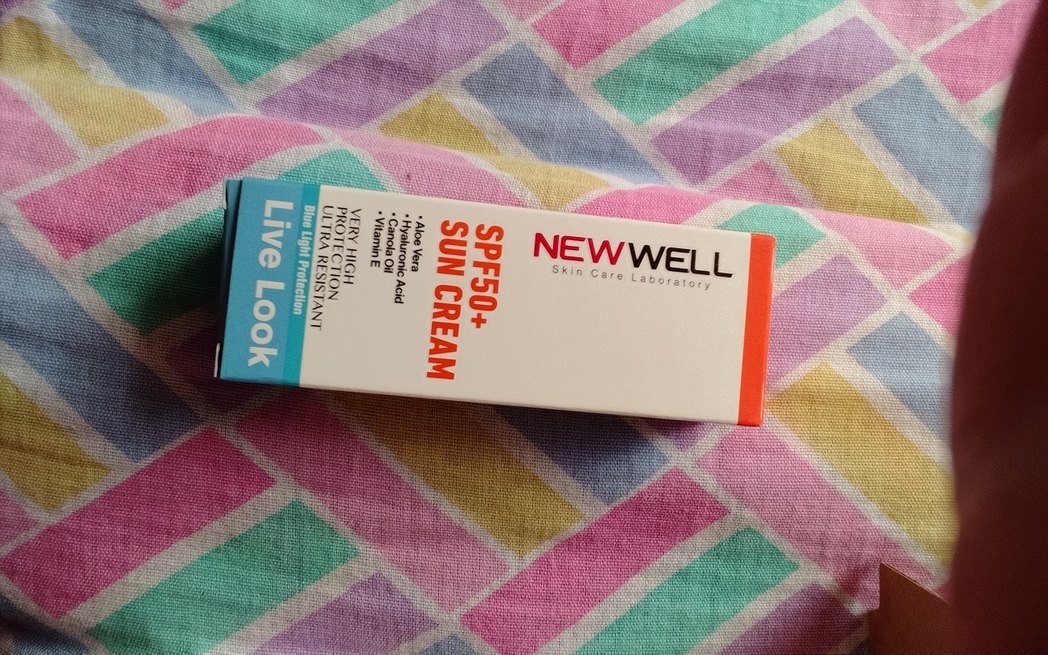 NEWWELL
Skin Care Laboratory
SPF50+
SUN CREAM
• Aloe Vera
• Hyaluronic Acid
• Canola Oil
• Vitamin E
VERY HIGH
PROTECTION
ULTRA RESISTANT
Blue Light Protection
Live Look